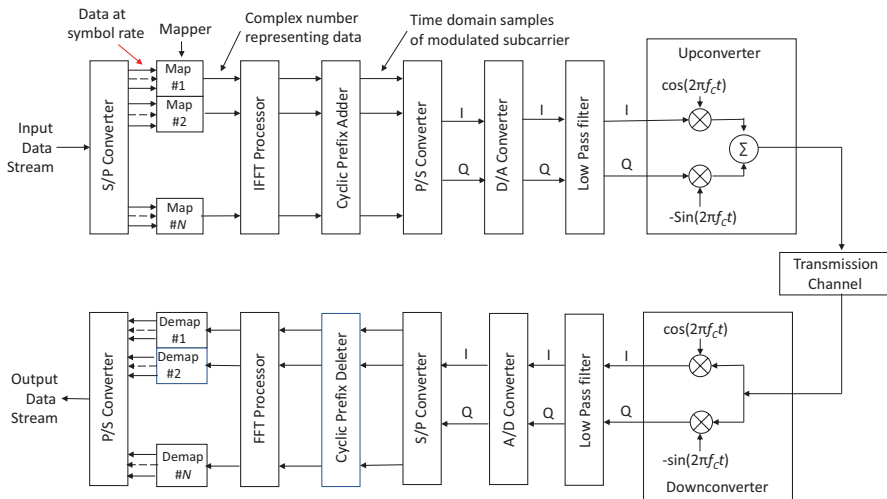 Data at
symbol rate
Mapper
Complex number
representing data
Time domain samples
of modulated subcarrier
Input
Data
Stream
S/P Converter
Map
#1
Map
#2
Map
#N
IFFT Processor
Cyclic Prefix Adder
P/S Converter
I
Q
D/A Converter
I
Q
Low Pass filter
I
Q
Upconverter
cos(2πfCt)
Σ
-Sin(2πfCt)
Transmission
Channel
Output
Data
Stream
P/S Converter
Demap
#1
Demap
#2
Demap
#N
FFT Processor
Cyclic Prefix Deleter
S/P Converter
I
Q
A/D Converter
I
Q
Low Pass filter
I
Q
cos(2πfCt)
-sin(2πfCt)
Downconverter